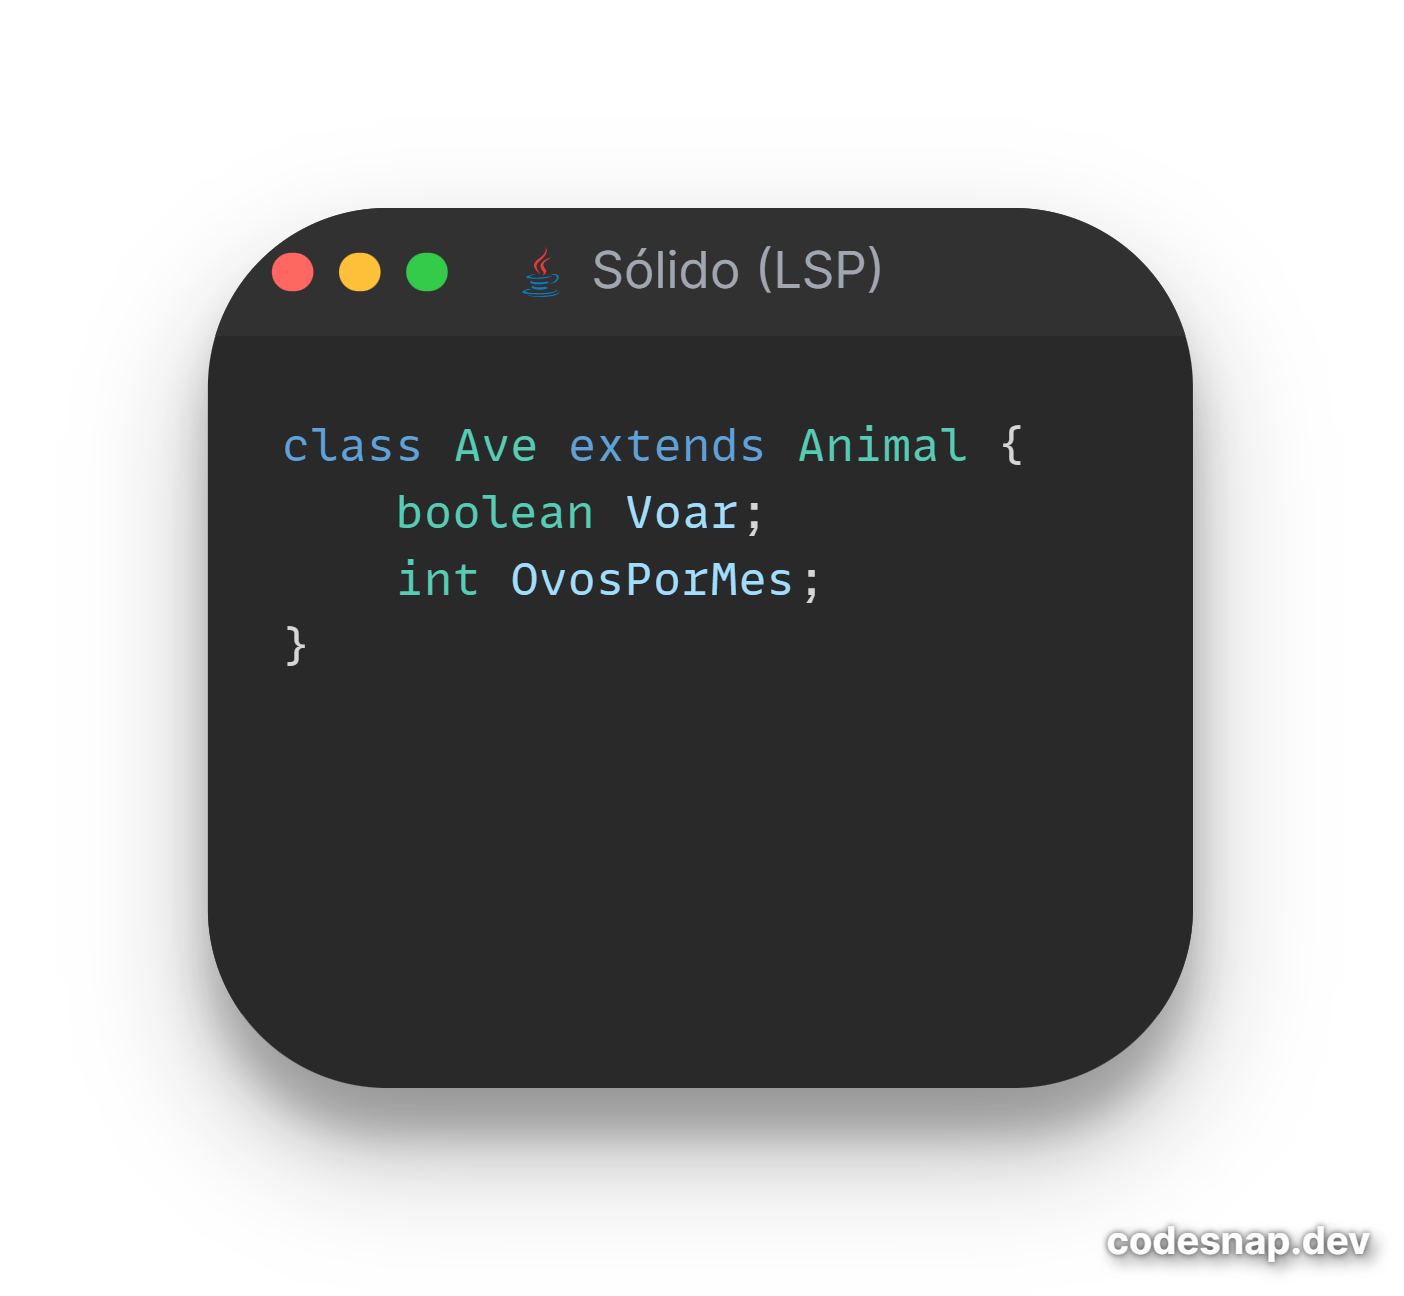 Sólido (LSP)
class Ave extends Animal {
    boolean Voar;
    int OvosPorMes;
}
codesnap.dev